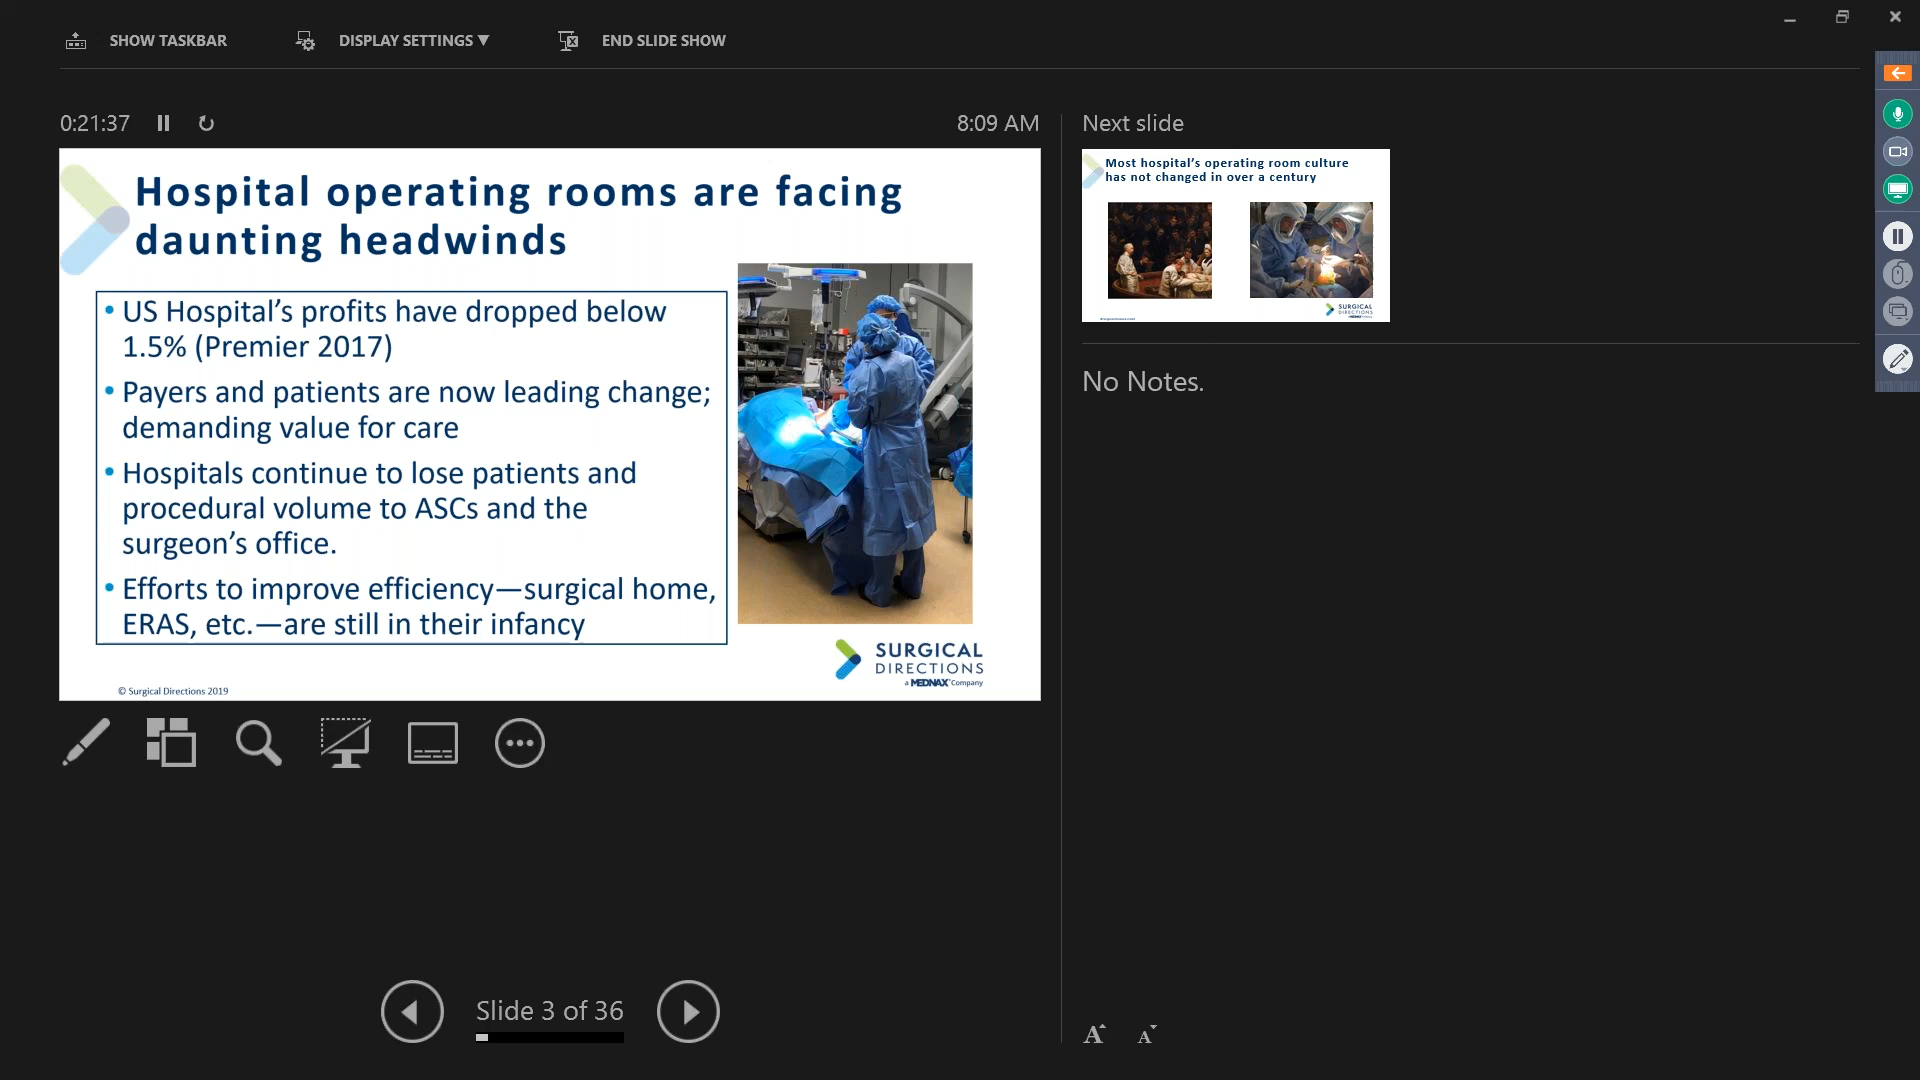 SHOW TASKBAR
DISPLAY SETTINGS ▼
END SLIDE SHOW
0:21:37
8:09 AM
Hospital operating rooms are facing
daunting headwinds
• US Hospital’s profits have dropped below
1.5% (Premier 2017)
• Payers and patients are now leading change;
demanding value for care
• Hospitals continue to lose patients and
procedural volume to ASCs and the
surgeon’s office.
• Efforts to improve efficiency—surgical home,
ERAS, etc.—are still in their infancy
SURGICAL
DIRECTIONS
a MEDNAX Company
© Surgical Directions 2019
Slide 3 of 36
Next slide
Most hospital’s operating room culture
has not changed in over a century
SURGICAL
DIRECTIONS
No Notes.
A A